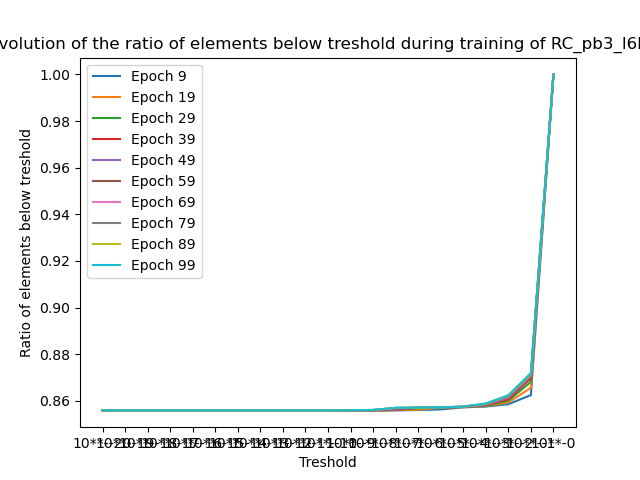 volution of the ratio of elements below treshold during training of RC_pb3_l6l
Epoch 9
Epoch 19
Epoch 29
Epoch 39
Epoch 49
Epoch 59
Epoch 69
Epoch 79
Epoch 89
Epoch 99
1.00
0.98
0.96
0.94
0.92
0.90
0.88
0.86
Ratio of elements below treshold
Treshold